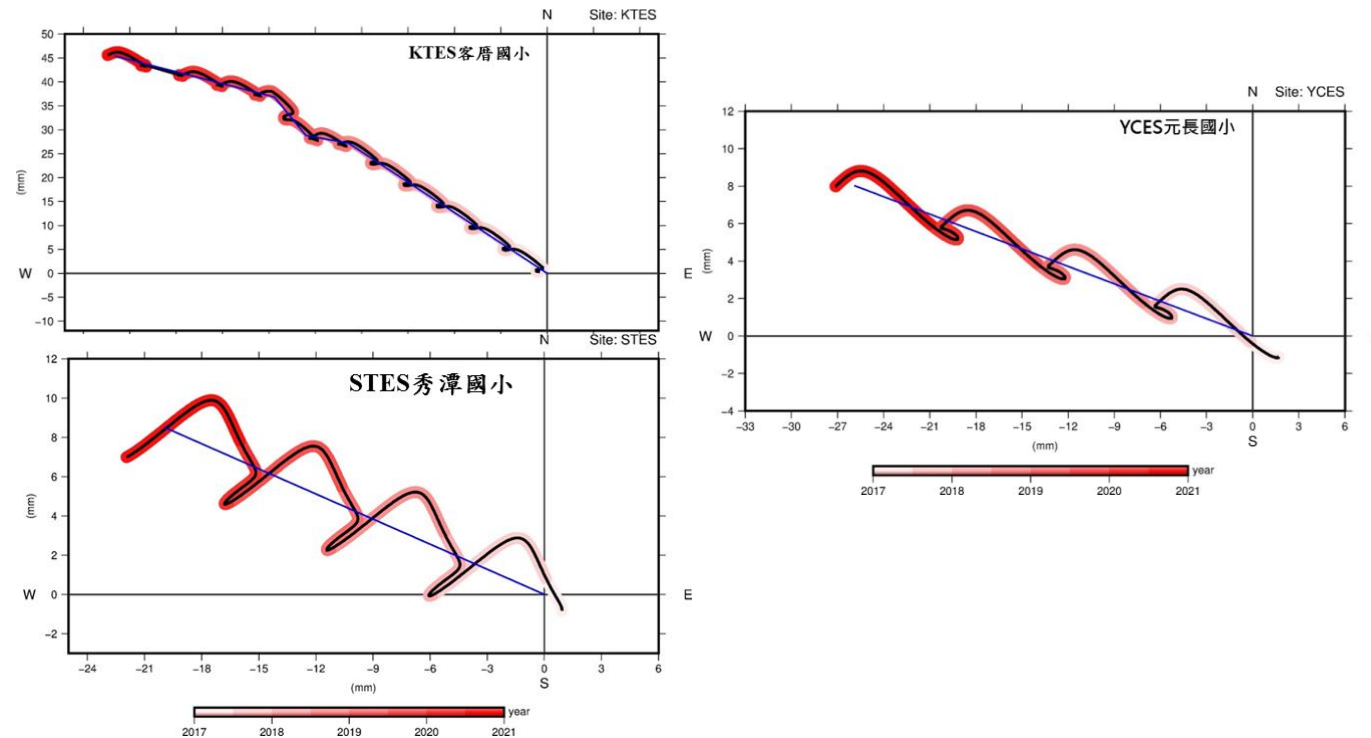 N Site: KTES
KTES客厝國小
50
45
40
35
30
25
20
15
10
5
0
−5
−10
(mm)
W
E
N Site: STES
STES秀潭國小
12
10
8
6
4
2
0
−2
(mm)
W
E
−24 −21 −18 −15 −12 −9 −6 −3 0 3 6
(mm)
S
year
2017 2018 2019 2020 2021
N Site: YCES
YCES元長國小
12
10
8
6
4
2
0
−2
−4
(mm)
W
−33 −30 −27 −24 −21 −18 −15 −12 −9 −6 −3 0 3 6
(mm)
S
year
2017 2018 2019 2020 2021